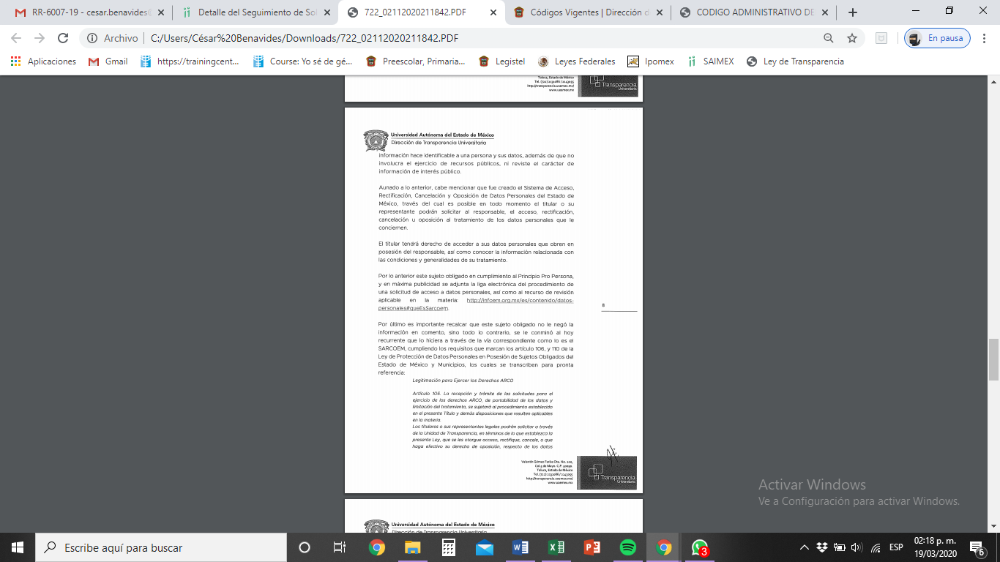 RR-6007-19 - cesar.benavides@
Detalle del Seguimiento de Sol
722_02112020211842.PDF
Códigos Vigentes | Dirección d
CODIGO ADMINISTRATIVO DE
Archivo
C:/Users/César%20Benavides/Downloads/722_02112020211842.PDF
En pausa
Aplicaciones
Gmail
https://trainingcent...
Course: Yo sé de gé...
Preescolar, Primaria...
Legistel
Leyes Federales
Ipomex
SAIMEX
Ley de Transparencia
Toluca, Estado de México
Tel. (722) 2131086 / 2143055
http://transparencia.uaemex.mx/
www.uaemex.mx
Transparencia
Universitaria
Universidad Autónoma del Estado de México
Dirección de Transparencia Universitaria
información hace identificable a una persona y sus datos, además de que no
involucra el ejercicio de recursos públicos, ni reviste el carácter de
información de interés público.
Aunado a lo anterior, cabe mencionar que fue creado el Sistema de Acceso,
Rectificación, Cancelación y Oposición de Datos Personales del Estado de
México, través del cual es posible en todo momento el titular o su
representante podrán solicitar al responsable, el acceso, rectificación,
cancelación u oposición al tratamiento de los datos personales que le
conciernen.
El titular tendrá derecho de acceder a sus datos personales que obren en
posesión del responsable, así como conocer la información relacionada con
las condiciones y generalidades de su tratamiento.
Por lo anterior este sujeto obligado en cumplimiento al Principio Pro Persona,
y en máxima publicidad se adjunta la liga electrónica del procedimiento de
una solicitud de acceso a datos personales, así como al recurso de revisión
aplicable en la materia: http://infoem.org.mx/es/contenido/datos-
personales#queEsSarcoem.
8
Por último es importante recalcar que este sujeto obligado no le negó la
información en comento, sino todo lo contrario, se le conminó al hoy
recurrente que lo hiciera a través de la vía correspondiente como lo es el
SARCOEM, cumpliendo los requisitos que marcan los artículo 106, y 110 de la
Ley de Protección de Datos Personales en Posesión de Sujetos Obligados del
Estado de México y Municipios, los cuales se transcriben para pronta
referencia:
Legitimación para Ejercer los Derechos ARCO
Artículo 106. La recepción y trámite de las solicitudes para el
ejercicio de los derechos ARCO, de portabilidad de los datos y
limitación del tratamiento, se sujetará al procedimiento establecido
en el presente Título y demás disposiciones que resulten aplicables
en la materia.
Los titulares o sus representantes legales podrán solicitar a través
de la Unidad de Transparencia, en términos de lo que establezca la
presente Ley, que se les otorgue acceso, rectifique, cancele, o que
haga efectivo su derecho de oposición, respecto de los datos
Valentín Gómez Farías Ote. No. 200,
Col.5 de Mayo. C.P. 50090.
Toluca, Estado de México
Tel. (722) 2131086 / 2143055
http://transparencia.uaemex.mx/
www.uaemex.mx
Transparencia
Universitaria
Activar Windows
Ve a Configuración para activar Windows.
Universidad Autónoma del Estado de México
Dirección de Transparencia Universitaria
Escribe aquí para buscar
3
ESP
02:18 p. m.
19/03/2020
6